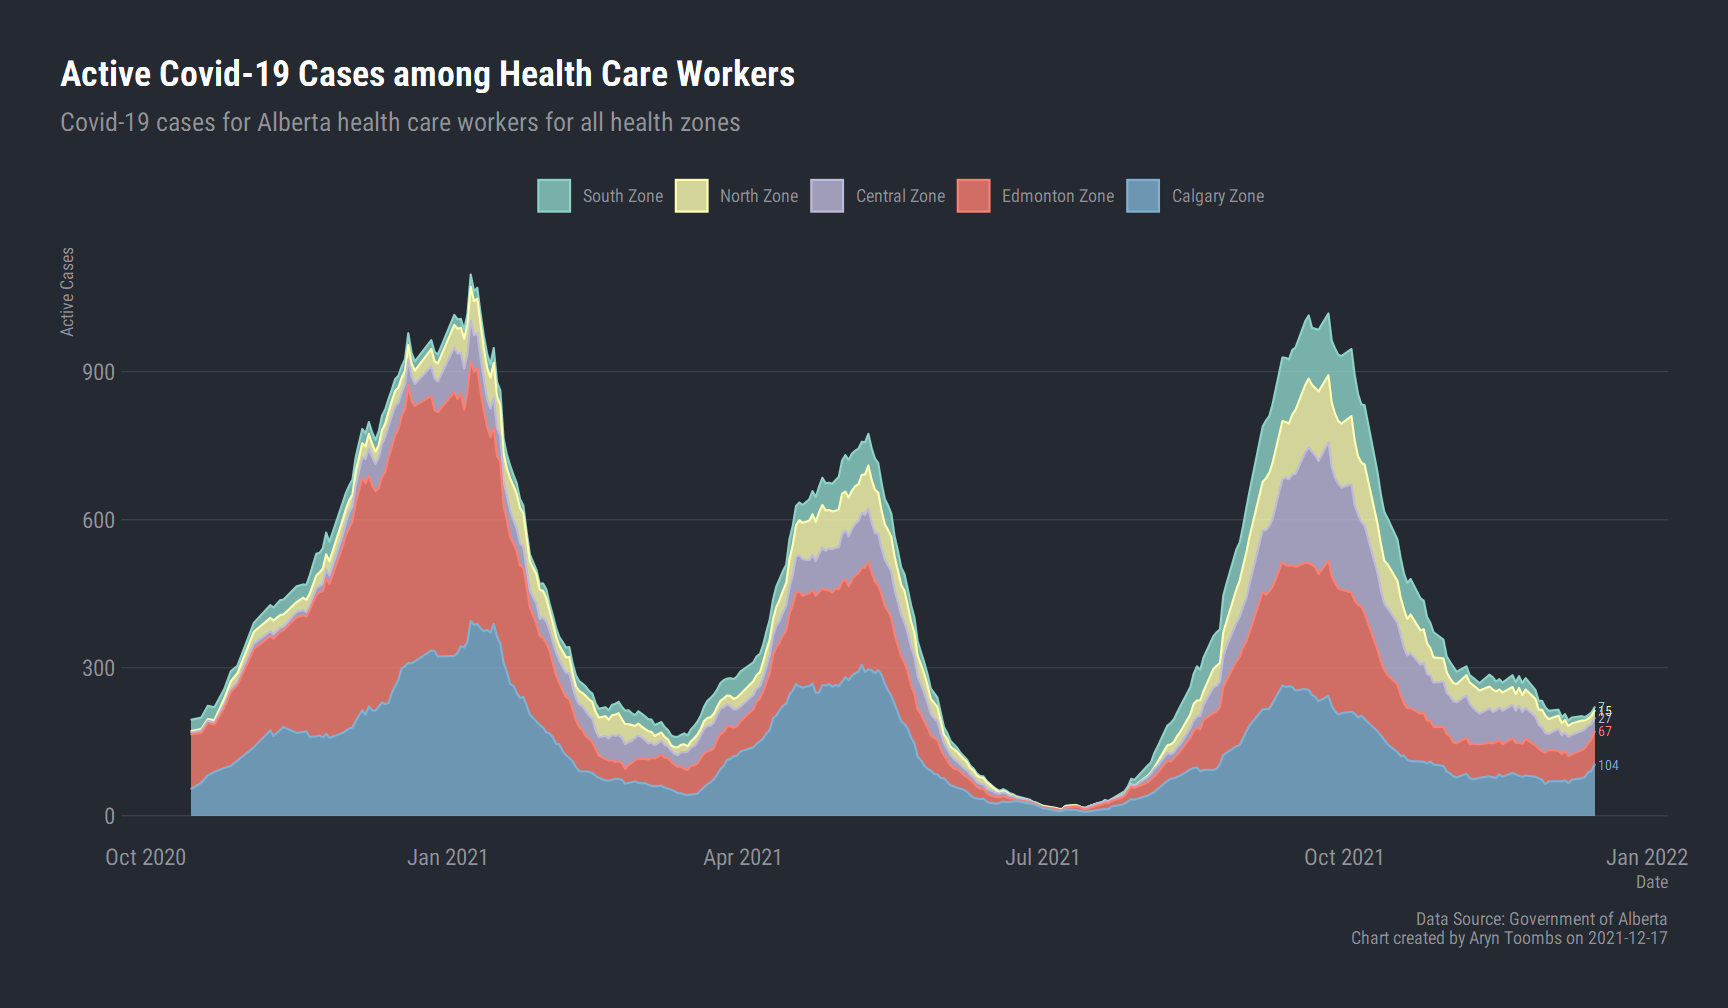 Active Covid-19 Cases among Health Care Workers
Covid-19 cases for Alberta health care workers for all health zones
South Zone North Zone Central Zone Edmonton Zone Calgary Zone
Active Cases
900
600
300
0
7
15
27
67
104
Oct 2020 Jan 2021 Apr 2021 Jul 2021 Oct 2021 Jan 2022
Date
Data Source: Government of Alberta
Chart created by Aryn Toombs on 2021-12-17